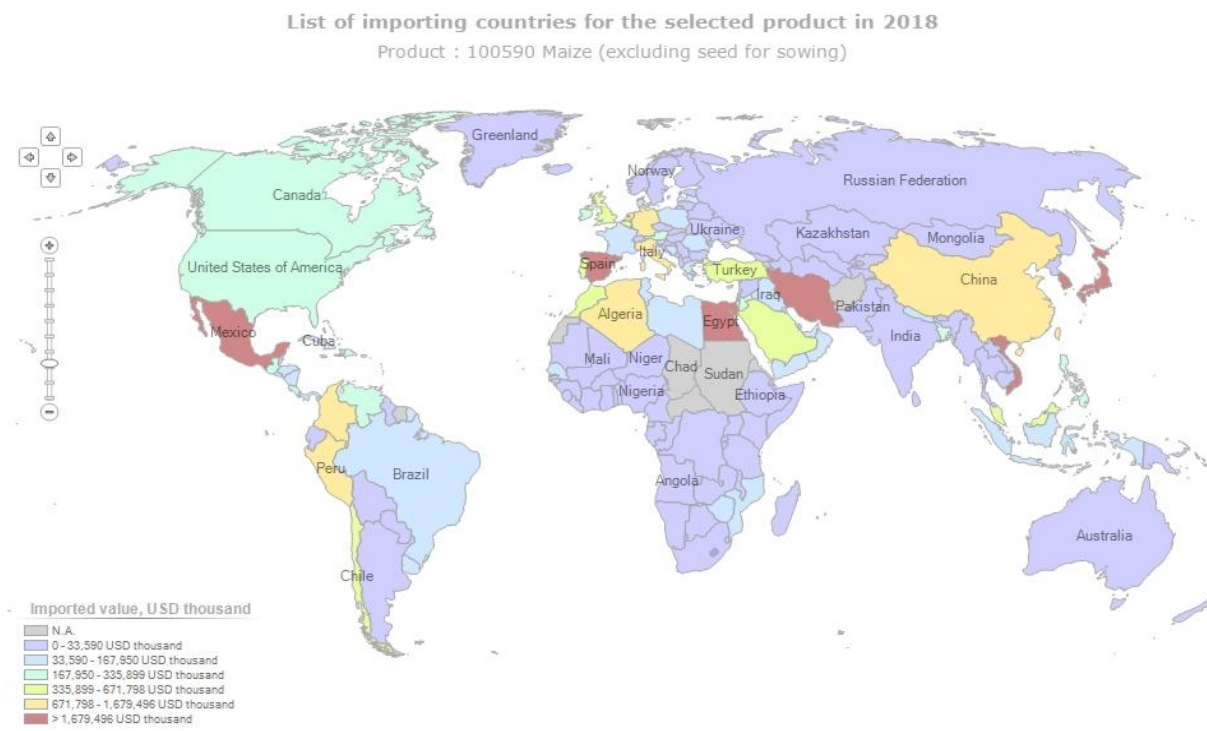 List of importing countries for the selected product in 2018
Product : 100590 Maize (excluding seed for sowing)
Greenland
Norway
Russian Federation
Canada
Ukraine
Kazakhstan
Mongolia
Italy
Spain
Turkey
United States of America
China
Iraq
Pakistan
Algeria
Egypt
Mexico
Cuba
India
Mali
Niger
Chad
Sudan
Nigeria
Ethiopia
Peru
Brazil
Angola
Australia
Chile
Imported value, USD thousand
N.A.
0 - 33,590 USD thousand
33,590 - 167,950 USD thousand
167,950 - 335,899 USD thousand
335,899 - 671,798 USD thousand
671,798 - 1,679,496 USD thousand
> 1,679,496 USD thousand